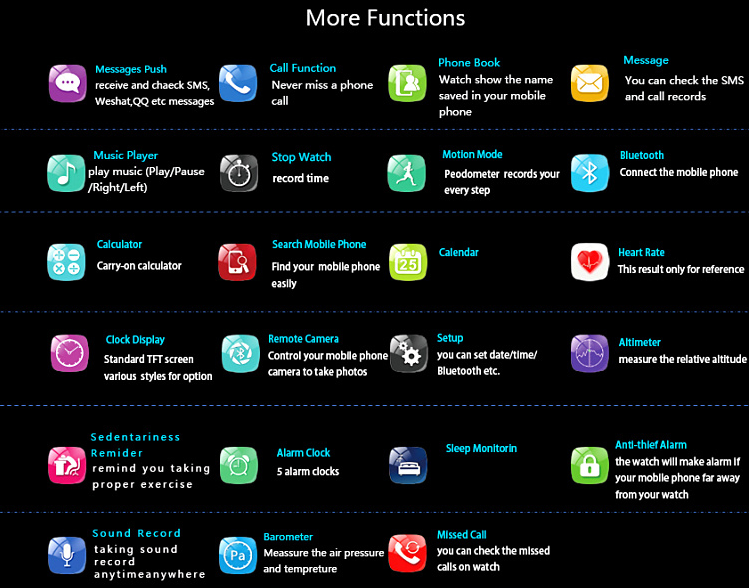 More Functions
Messages Push
receive and chaeck SMS,
Weshat,QQ etc messages
Call Function
Never miss a phone
call
Phone Book
Watch show the name
saved in your mobile
phone
Message
You can check the SMS
and call records
Music Player
play music (Play/Pause
/Right/Left)
Stop Watch
record time
Motion Mode
Peodometer records your
every step
Bluetooth
Connect the mobile phone
Calculator
Carry-on calculator
Search Mobile Phone
Find your mobile phone
easily
25
Calendar
Heart Rate
This result only for reference
Clock Display
Standard TFT screen
various styles for option
Remote Camera
Control your mobile phone
camera to take photos
Setup
you can set date/time/
Bluetooth etc.
Altimeter
measure the relative altitude
Sedentariness
Remider
remind you taking
proper exercise
Alarm Clock
5 alarm clocks
Sleep Monitorin
Anti-thief Alarm
the watch will make alarm if
your mobile phone far away
from your watch
Sound Record
taking sound
record
anytimeanywhere
Pa
Barometer
Meassure the air pressure
and tempreture
Missed Call
you can check the missed
calls on watch